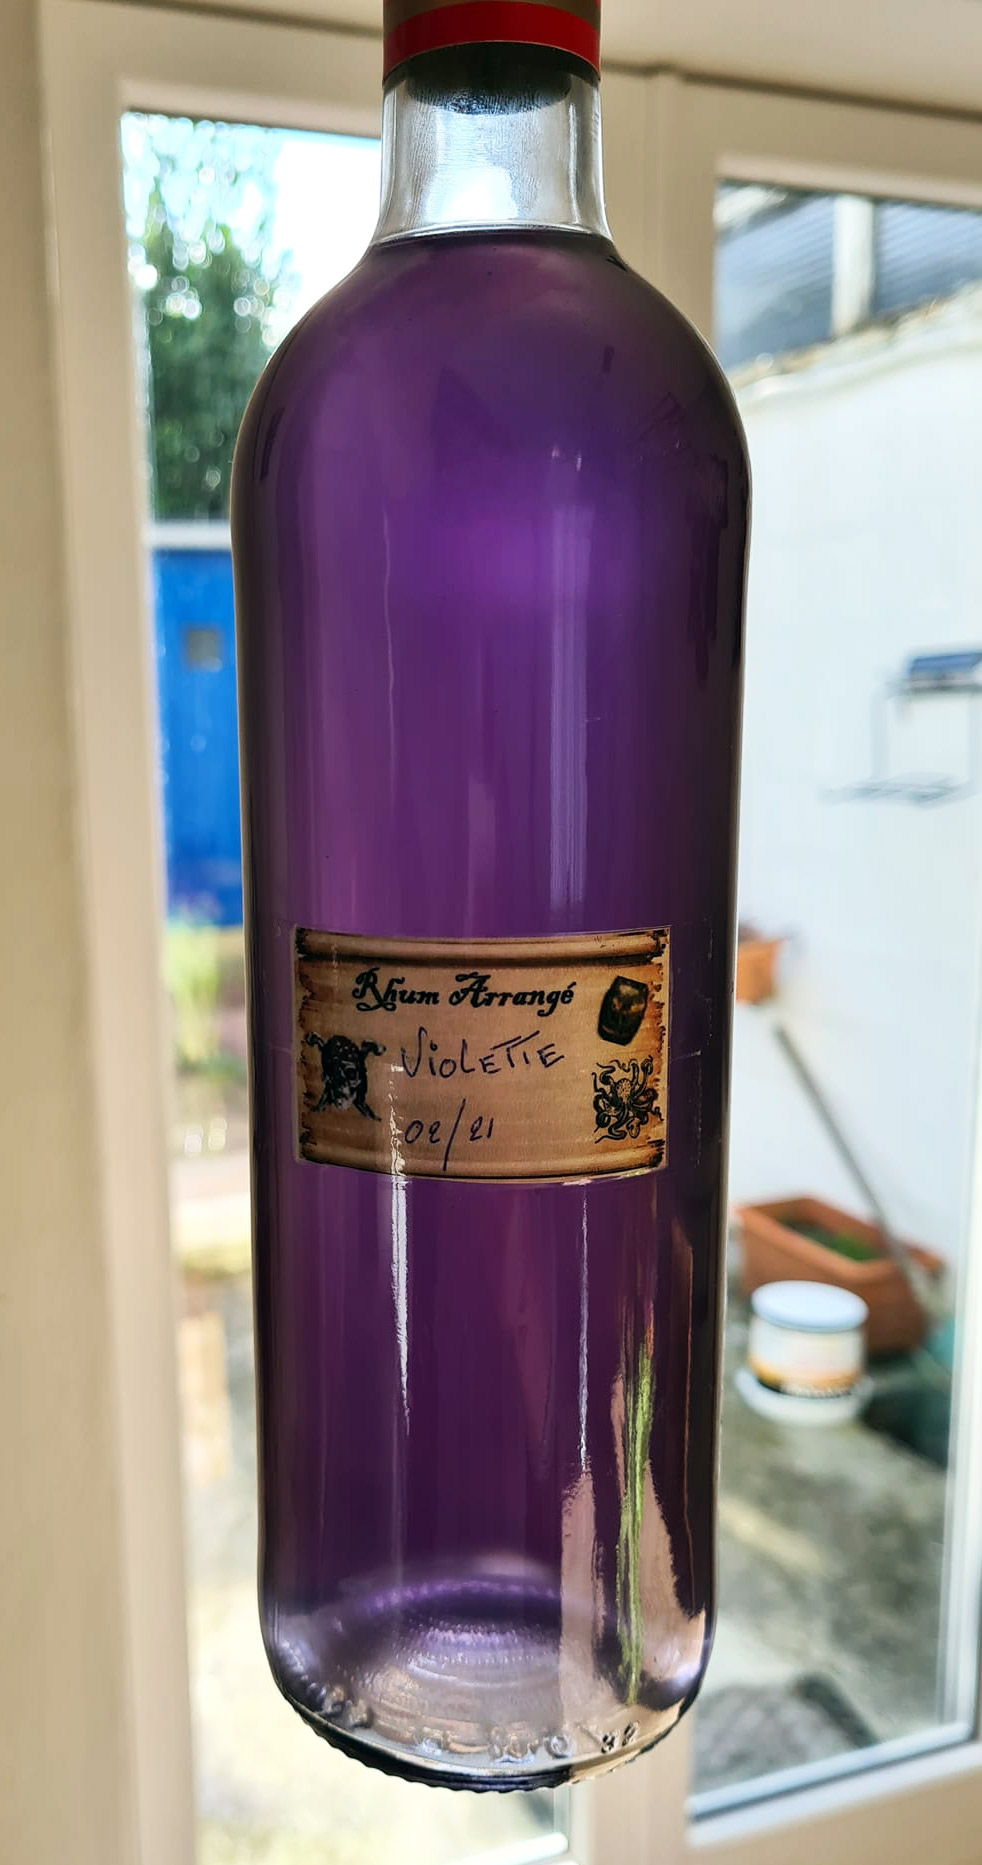 Rhum Arrangé
VIOLETTE
02/21